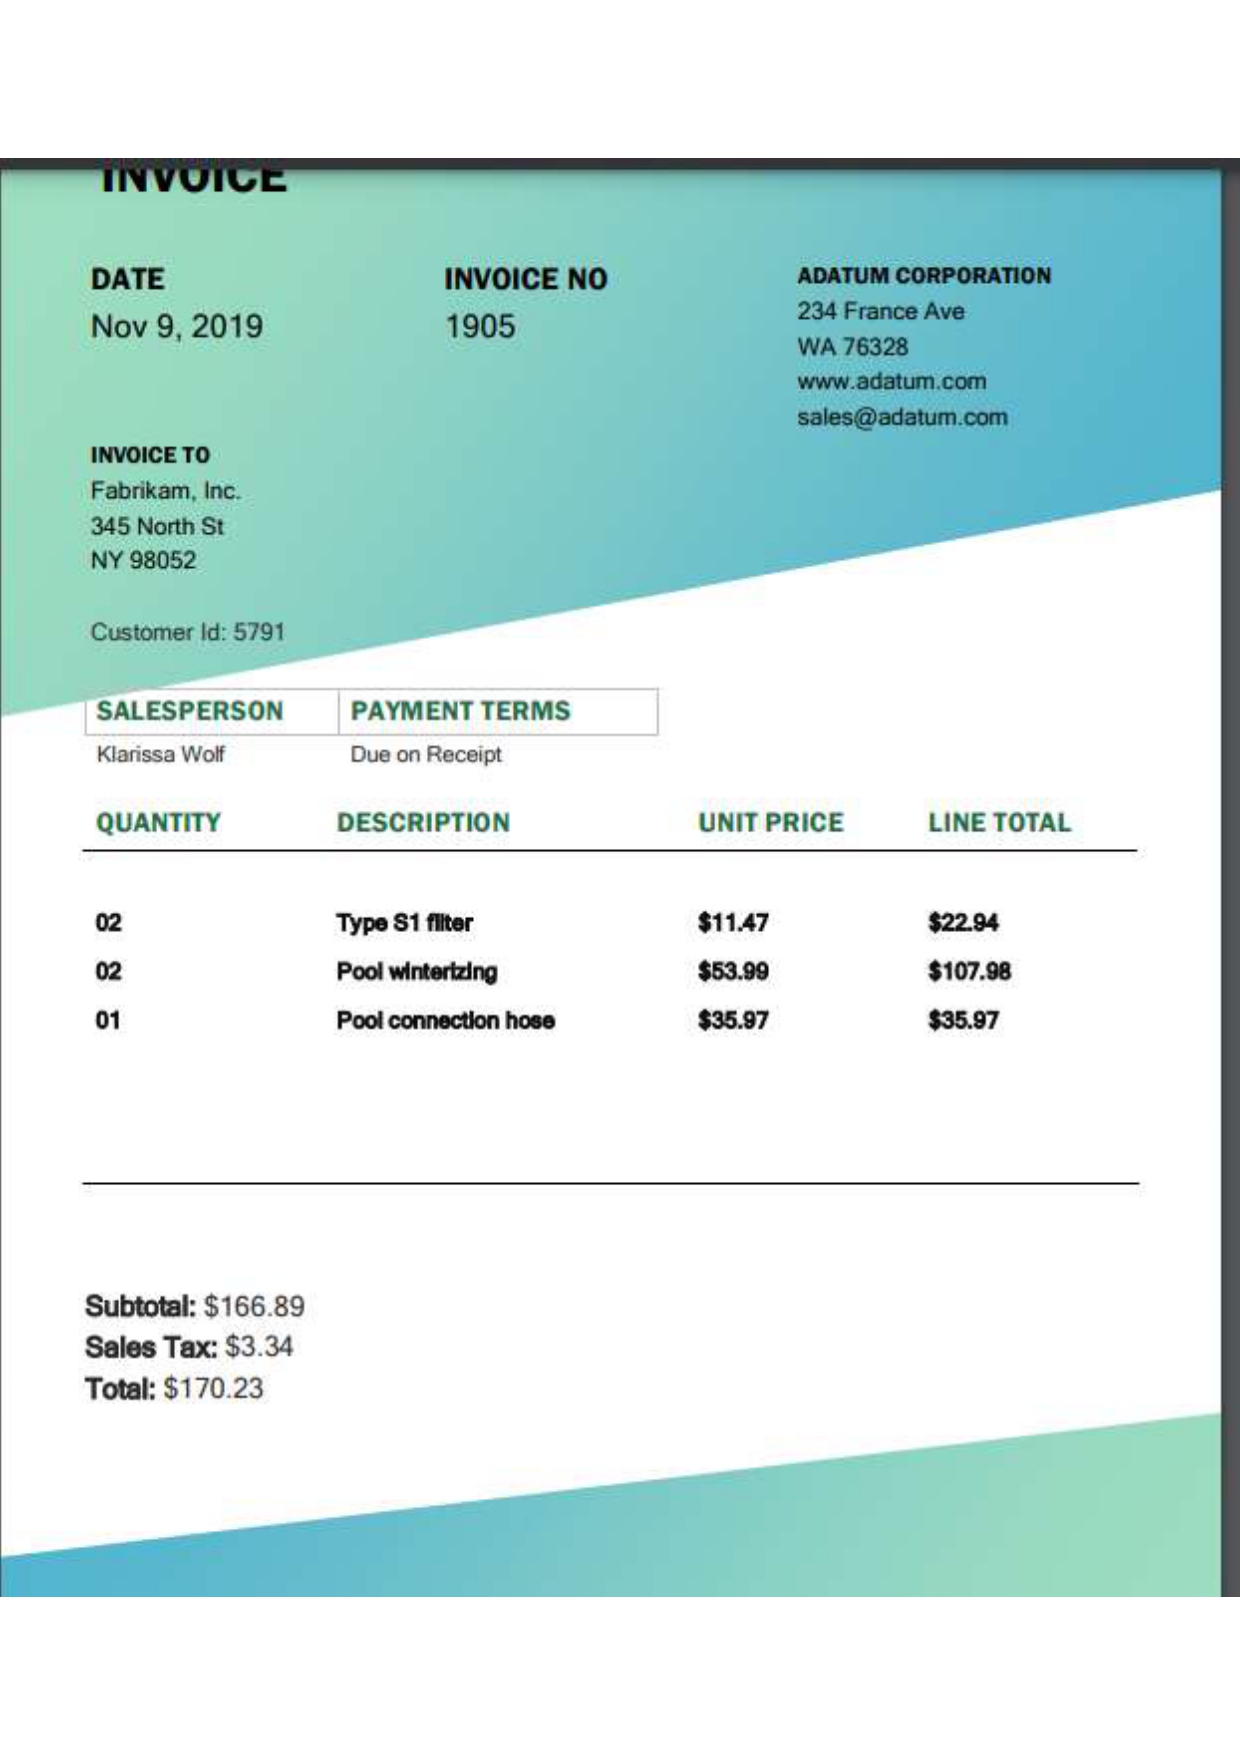 INVOICE
DATE
Nov 9, 2019
INVOICE NO
1905
ADATUM CORPORATION
234 France Ave
WA 76328
www.adatum.com
sales@adatum.com
INVOICE TO
Fabrikam, Inc.
345 North St
NY 98052
Customer Id: 5791
SALESPERSON PAYMENT TERMS
Klarissa Wolf Due on Receipt
QUANTITY DESCRIPTION UNIT PRICE LINE TOTAL
02 Type S1 filter $11.47 $22.94
02 Pool winterizing $53.99 $107.98
01 Pool connection hose $35.97 $35.97
Subtotal: $166.89
Sales Tax: $3.34
Total: $170.23